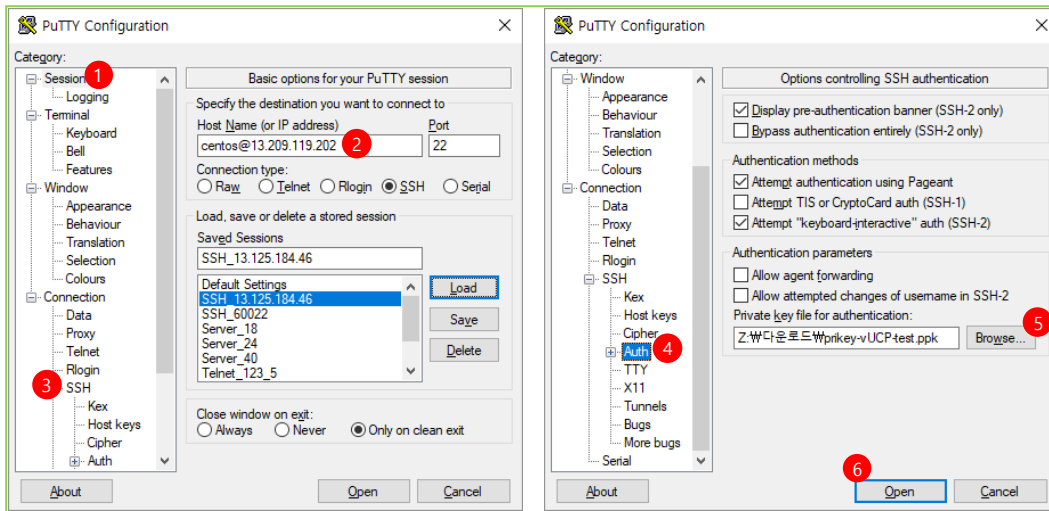 PuTTY Configuration
Category:
Session
1
Logging
Terminal
Keyboard
Bell
Features
Window
Appearance
Behaviour
Translation
Selection
Colours
Connection
Data
Proxy
Telnet
Rlogin
3
SSH
Kex
Host keys
Cipher
Auth
Basic options for your PuTTY session
Specify the destination you want to connect to
Host Name (or IP address) Port
centos@13.209.119.202 2 22
Connection type:
Raw Telnet Rlogin SSH Serial
Load, save or delete a stored session
Saved Sessions
SSH_13.125.184.46
Default Settings
SSH_13.125.184.46
SSH_60022
Server_18
Server_24
Server_40
Telnet_123_5
Load
Save
Delete
Close window on exit:
Always Never Only on clean exit
About Open Cancel
PuTTY Configuration
Category:
Window
Appearance
Behaviour
Translation
Selection
Colours
Connection
Data
Proxy
Telnet
Rlogin
SSH
Kex
Host keys
Cipher
Auth 4
TTY
X11
Tunnels
Bugs
More bugs
Serial
Options controlling SSH authentication
Display pre-authentication banner (SSH-2 only)
Bypass authentication entirely (SSH-2 only)
Authentication methods
Attempt authentication using Pageant
Attempt TIS or CryptoCard auth (SSH-1)
Attempt "keyboard-interactive" auth (SSH-2)
Authentication parameters
Allow agent forwarding
Allow attempted changes of username in SSH-2
Private key file for authentication:
5
Z:₩다운로드₩prikey-vUCP-test.ppk Browse...
6
About Open Cancel